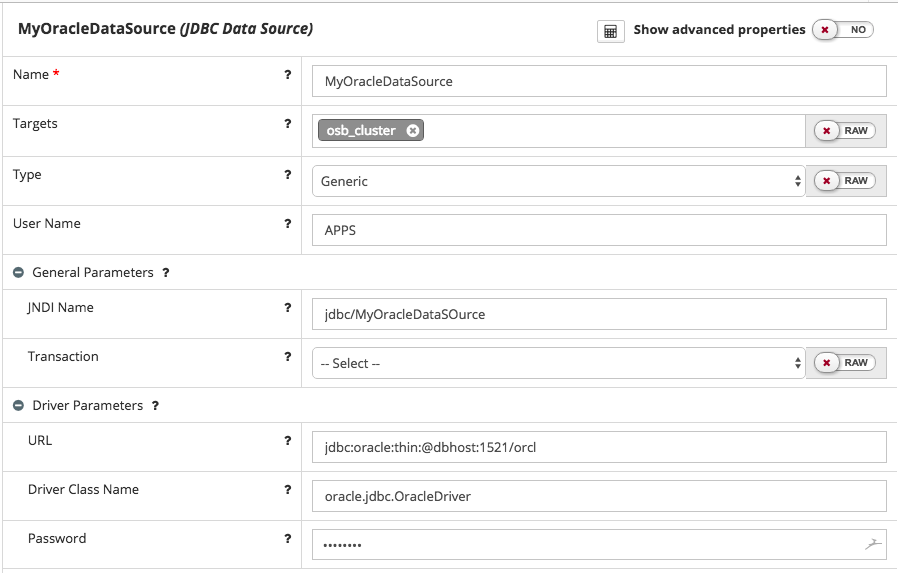 MyOracleDataSource (JDBC Data Source)
Show advanced properties
NO
Name *
?
MyOracleDataSource
Targets
?
osb_cluster
RAW
Type
?
Generic
RAW
User Name
?
APPS
General Parameters ?
JNDI Name
?
jdbc/MyOracleDataSOurce
Transaction
?
-- Select --
RAW
Driver Parameters ?
URL
?
jdbc:oracle:thin:@dbhost:1521/orcl
Driver Class Name
?
oracle.jdbc.OracleDriver
Password
?
••••••••